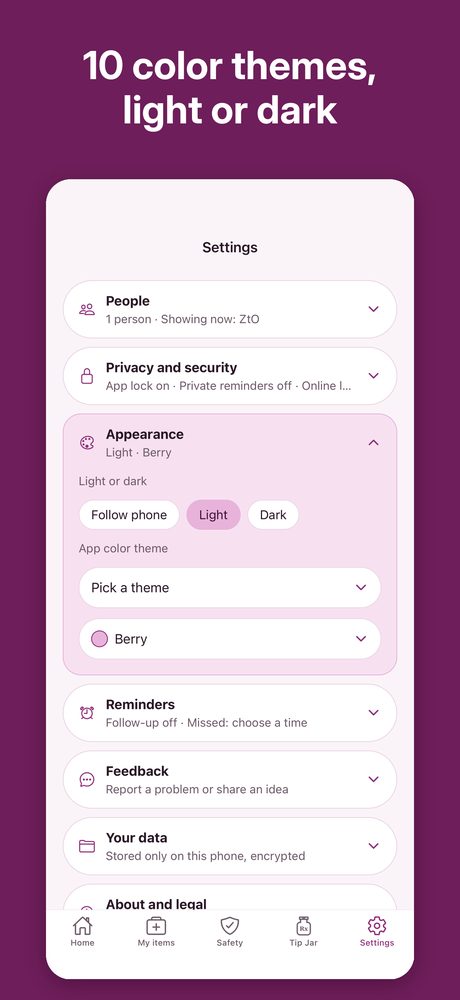 10 color themes,
light or dark
Settings
People
1 person · Showing now: ZtO
Privacy and security
App lock on · Private reminders off · Online l...
Appearance
Light · Berry
Light or dark
Follow phone
Light
Dark
App color theme
Pick a theme
Berry
Reminders
Follow-up off · Missed: choose a time
Feedback
Report a problem or share an idea
Your data
Stored only on this phone, encrypted
About and legal
Rx
Home
My items
Safety
Tip Jar
Settings